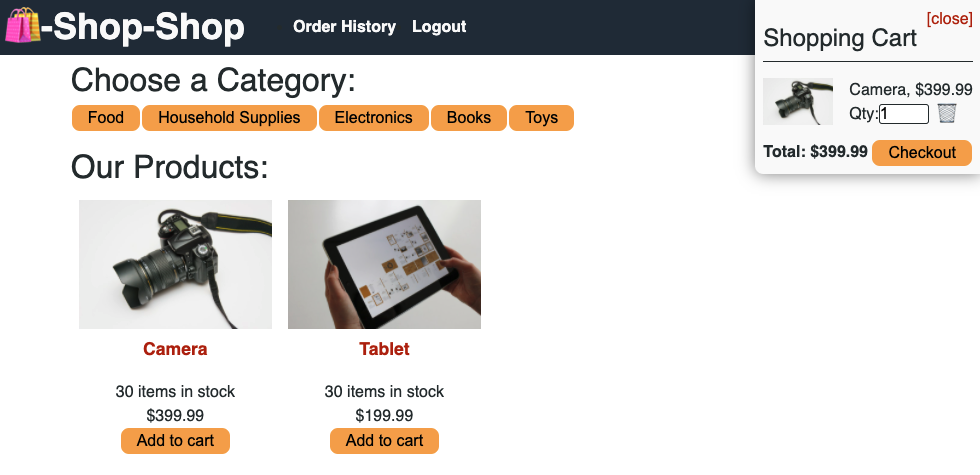 -Shop-Shop
Order History Logout
[close]
Shopping Cart
Camera, $399.99
Qty: 1
Total: $399.99 Checkout
Choose a Category:
Food Household Supplies Electronics Books Toys
Our Products:
Camera Tablet
30 items in stock 30 items in stock
$399.99 $199.99
Add to cart Add to cart